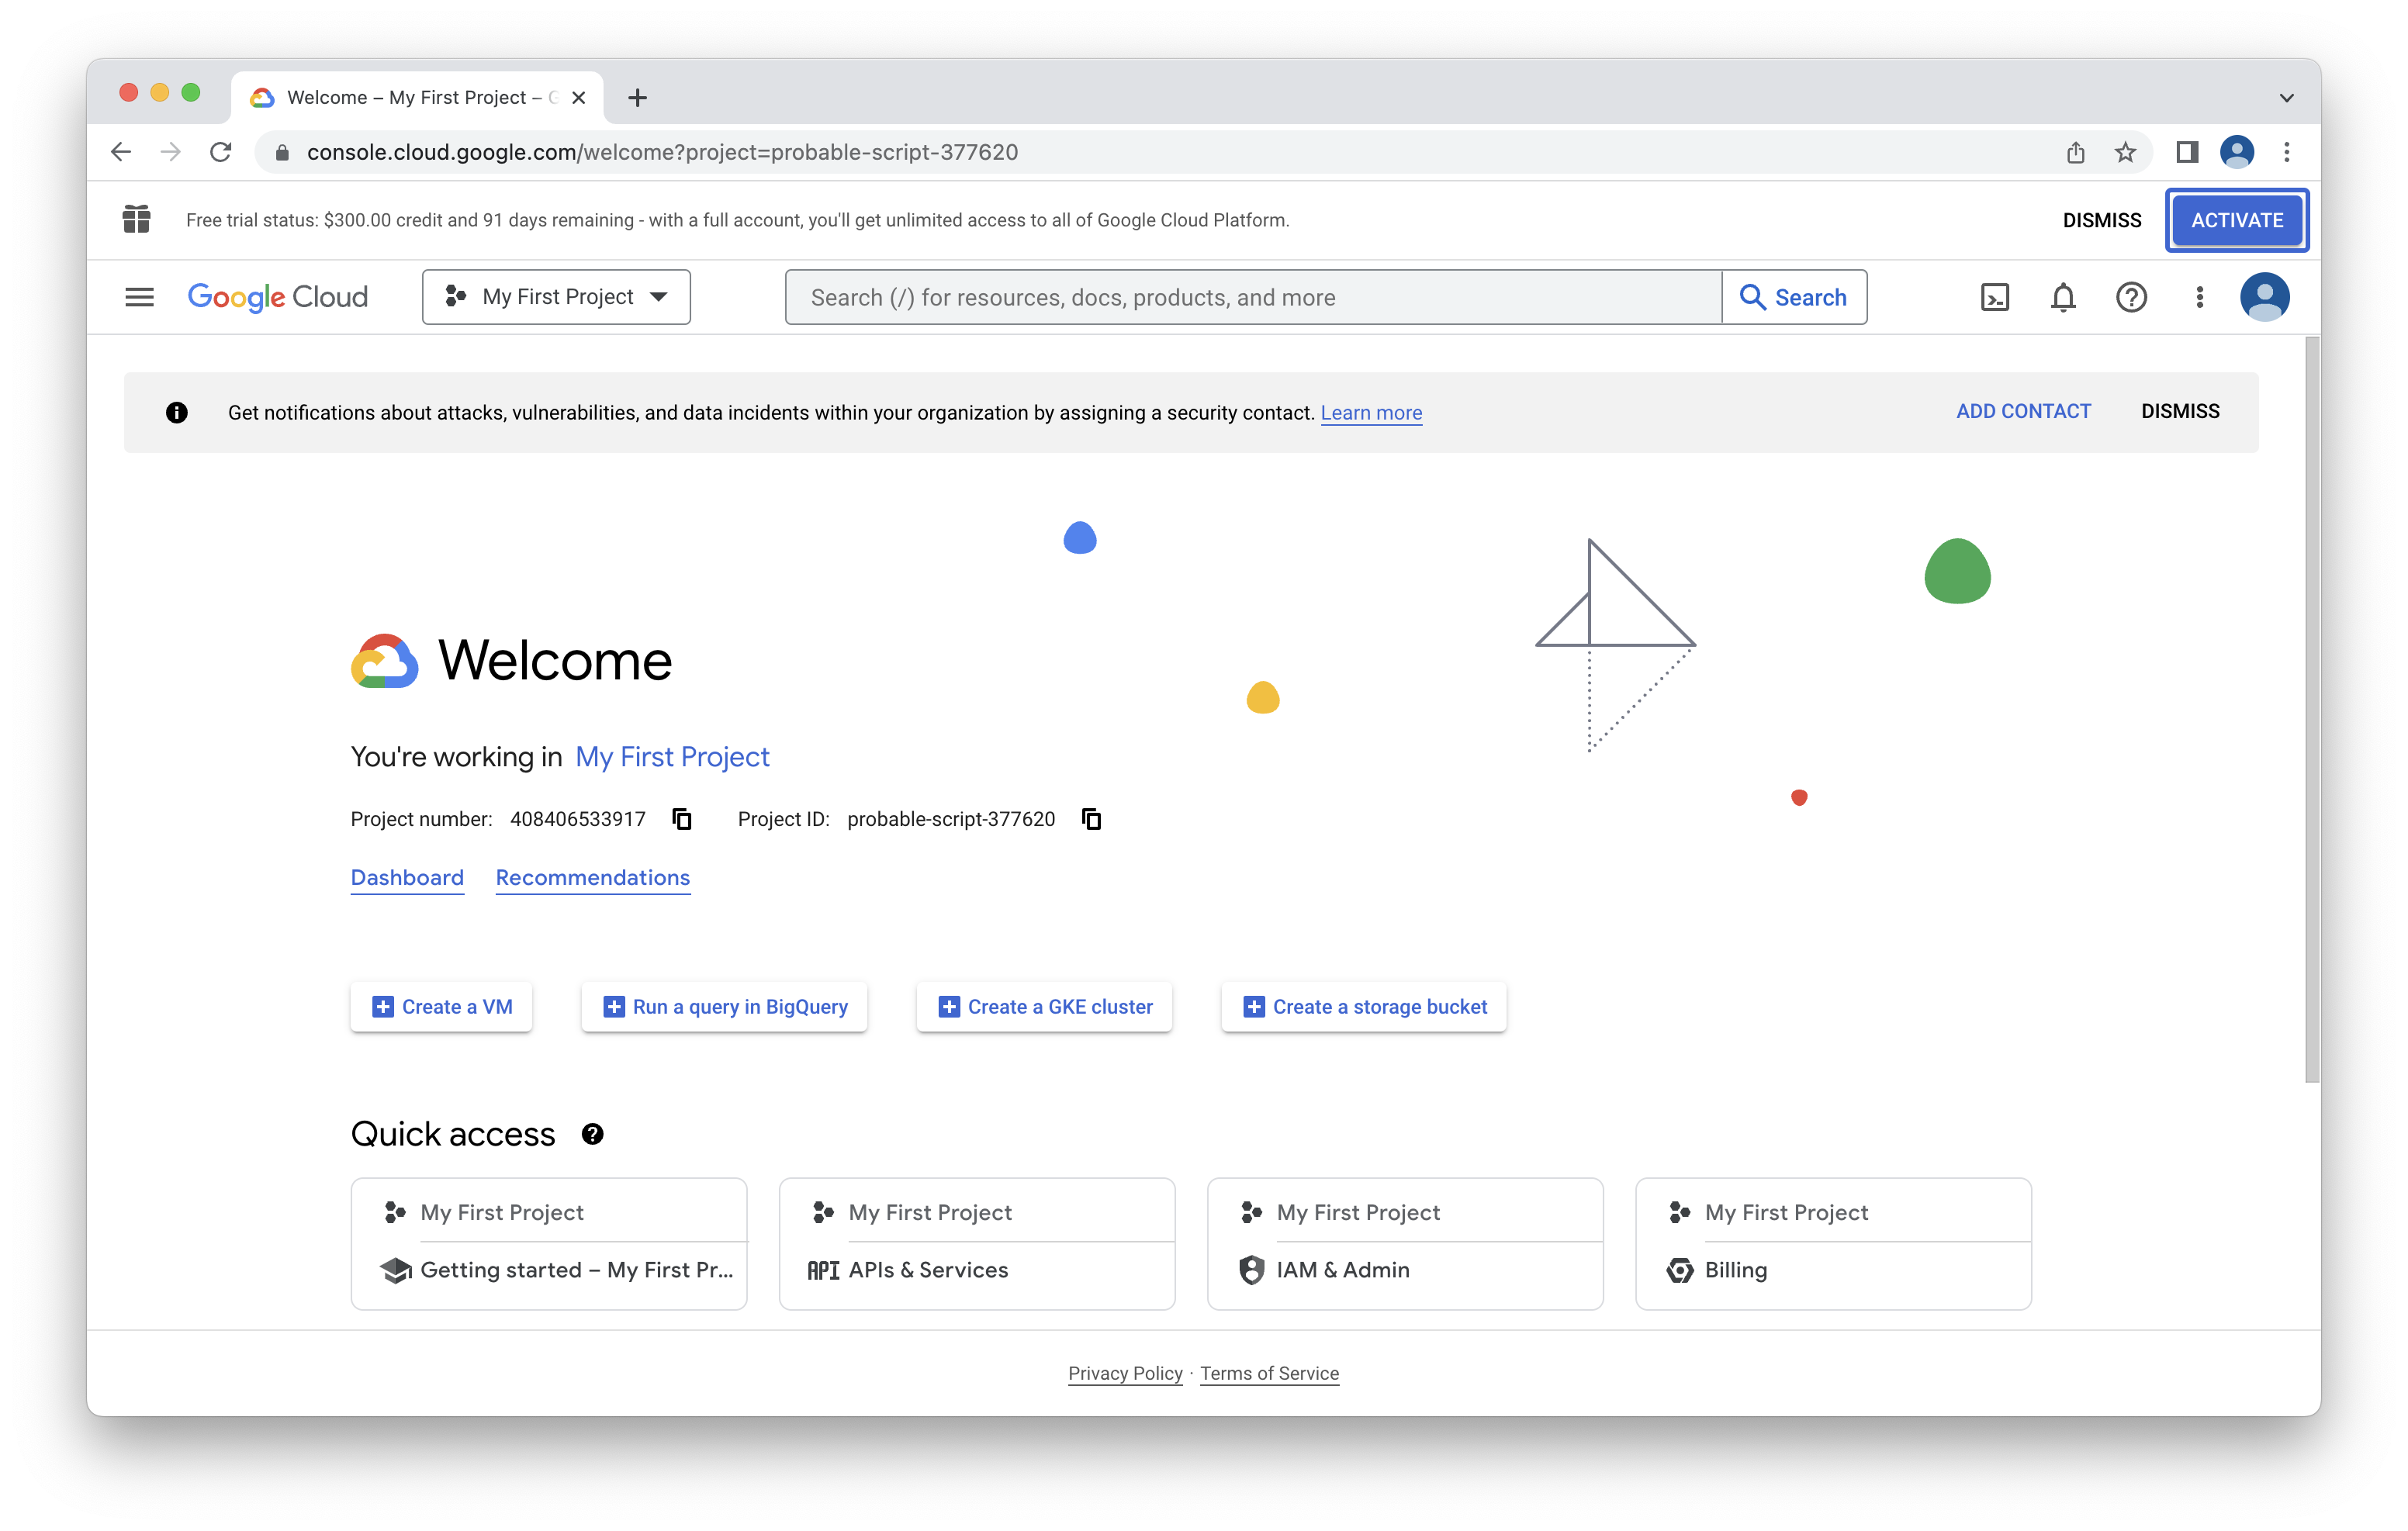 Welcome – My First Project – G
console.cloud.google.com/welcome?project=probable-script-377620
Free trial status: $300.00 credit and 91 days remaining - with a full account, you'll get unlimited access to all of Google Cloud Platform.
DISMISS
ACTIVATE
Google Cloud
My First Project
Search (/) for resources, docs, products, and more
Search
Get notifications about attacks, vulnerabilities, and data incidents within your organization by assigning a security contact. Learn more
ADD CONTACT
DISMISS
Welcome
You're working in My First Project
Project number: 408406533917
Project ID: probable-script-377620
Dashboard
Recommendations
Create a VM
Run a query in BigQuery
Create a GKE cluster
Create a storage bucket
Quick access
My First Project
Getting started – My First Pr...
My First Project
API APIs & Services
My First Project
IAM & Admin
My First Project
Billing
Privacy Policy · Terms of Service